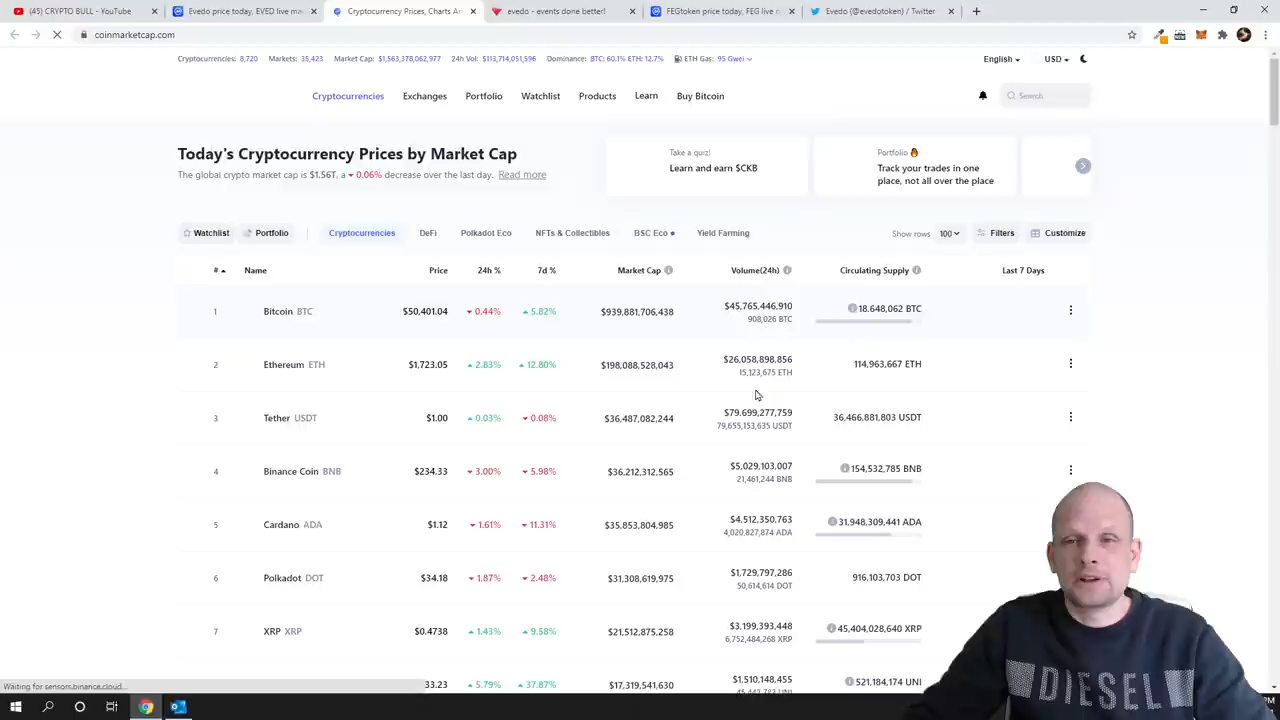 (5) CRYPTO BULL - YouTube
Evedo price today, EVED mar
Cryptocurrency Prices, Charts An
evedo - events done better!
FEGtoken price today, FEG live m
Evedo (@evedotoken) / Twitter
coinmarketcap.com
Cryptocurrencies: 8,720 Markets: 35,423 Market Cap: $1,563,378,062,977 24h Vol: $113,714,051,596 Dominance: BTC: 60.1% ETH: 12.7% ETH Gas: 95 Gwei
English USD
Cryptocurrencies Exchanges Portfolio Watchlist Products Learn Buy Bitcoin
Search
Today's Cryptocurrency Prices by Market Cap
The global crypto market cap is $1.56T, a 0.06% decrease over the last day. Read more
Take a quiz!
Learn and earn $CKB
Portfolio
Track your trades in one
place, not all over the place
Watchlist Portfolio Cryptocurrencies DeFi Polkadot Eco NFTs & Collectibles BSC Eco Yield Farming Show rows 100 Filters Customize
# Name Price 24h % 7d % Market Cap Volume(24h) Circulating Supply Last 7 Days
1 Bitcoin BTC $50,401.04 0.44% 5.82% $939,881,706,438 $45,765,446,910 18,648,062 BTC
908,026 BTC
2 Ethereum ETH $1,723.05 2.83% 12.80% $198,088,528,043 $26,058,898,856 114,963,667 ETH
15,123,675 ETH
3 Tether USDT $1.00 0.03% 0.08% $36,487,082,244 $79,699,277,759 36,466,881,803 USDT
79,655,153,635 USDT
4 Binance Coin BNB $234.33 3.00% 5.98% $36,212,312,565 $5,029,103,007 154,532,785 BNB
21,461,244 BNB
5 Cardano ADA $1.12 1.61% 11.31% $35,853,804,985 $4,512,350,763 31,948,309,441 ADA
4,020,827,874 ADA
6 Polkadot DOT $34.18 1.87% 2.48% $31,308,619,975 $1,729,797,286 916,103,703 DOT
50,614,614 DOT
7 XRP XRP $0.4738 1.43% 9.58% $21,512,875,258 $3,199,393,448 45,404,028,640 XRP
6,752,484,268 XRP
33.23 5.79% 37.87% $17,319,541,630 $1,510,148,455 521,184,174 UNI
Waiting for sensors.binance.cloud...
DIESEL